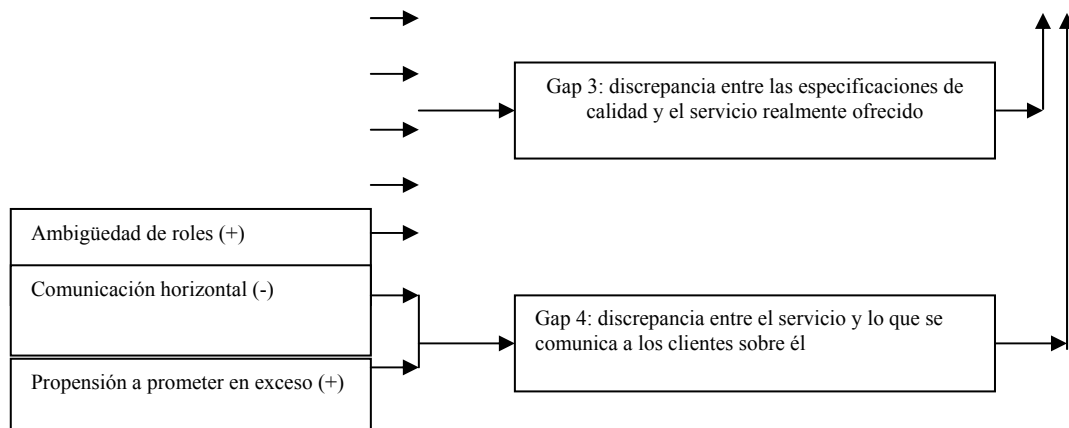 Gap 3: discrepancia entre las especificaciones de
calidad y el servicio realmente ofrecido
Ambigüedad de roles (+)
Comunicación horizontal (-)
Gap 4: discrepancia entre el servicio y lo que se
comunica a los clientes sobre él
Propensión a prometer en exceso (+)